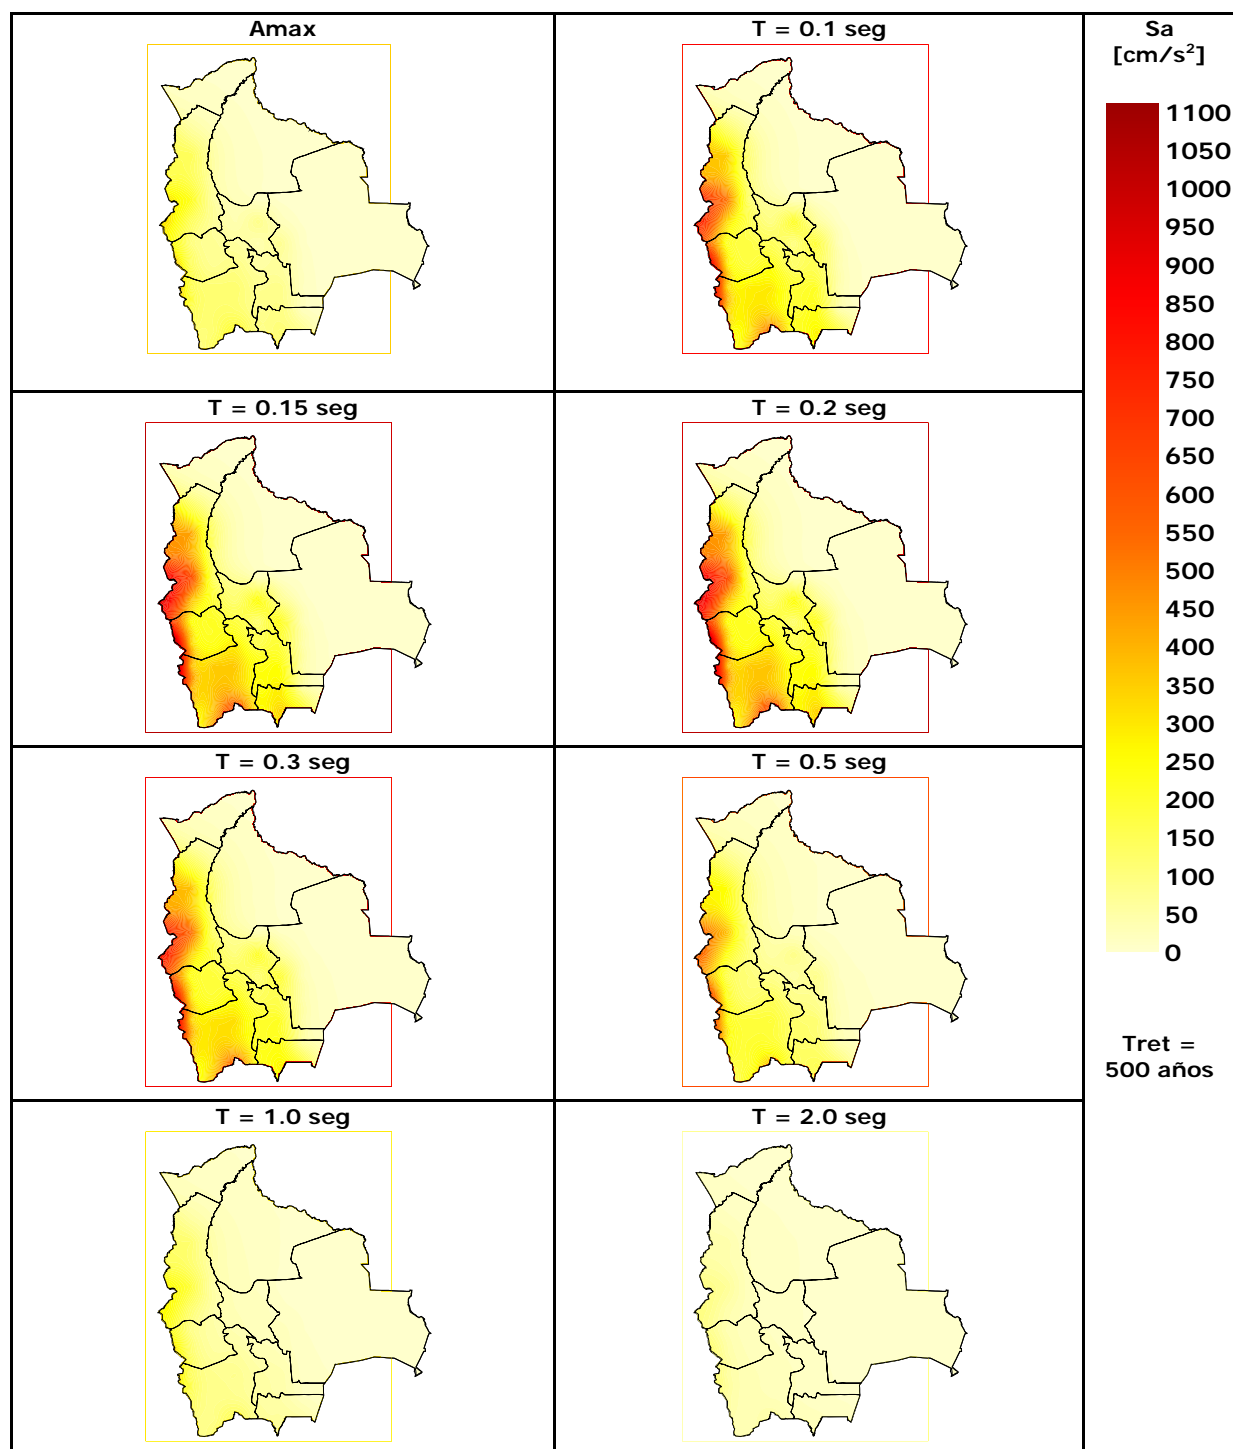 Amax
T = 0.1 seg
Sa
[cm/s²]
T = 0.15 seg
T = 0.2 seg
T = 0.3 seg
T = 0.5 seg
T = 1.0 seg
T = 2.0 seg
1100
1050
1000
950
900
850
800
750
700
650
600
550
500
450
400
350
300
250
200
150
100
50
0
Tret =
500 años